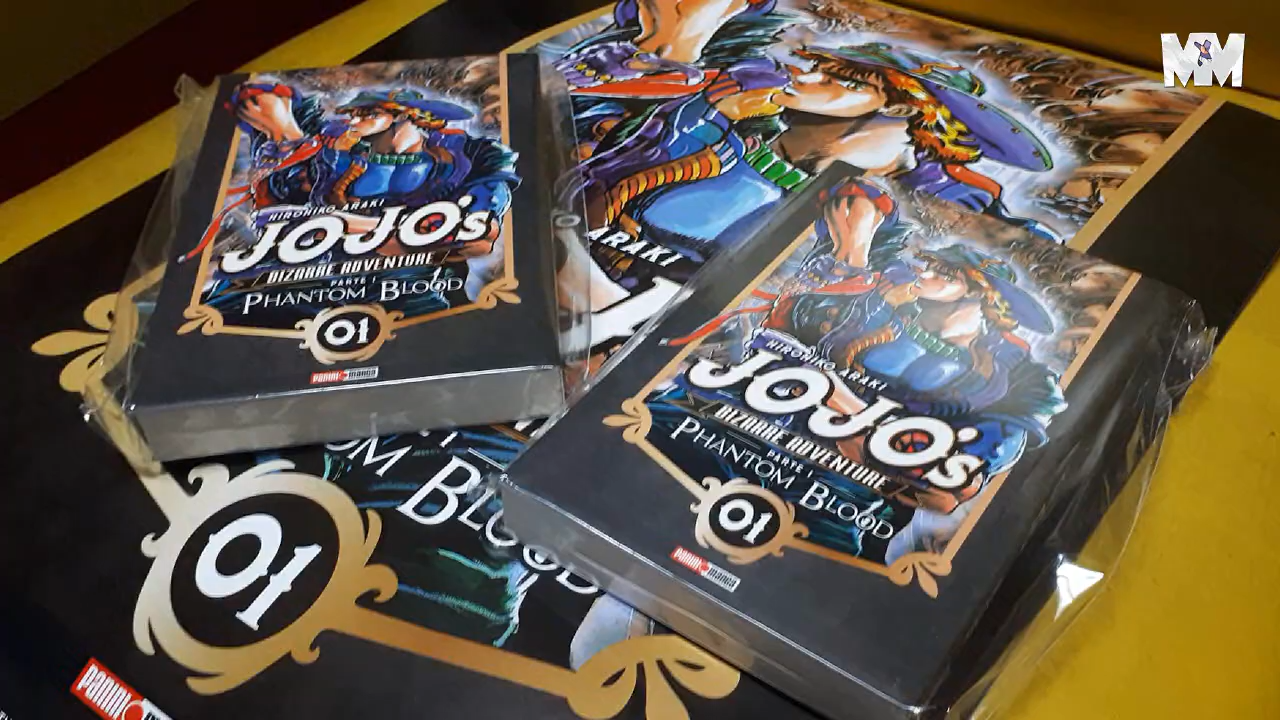 MM
HIROHIKO ARAKI
JOJO's
BIZARRE ADVENTURE
PARTE 1
PHANTOM BLOOD
01
PANINI manga
ARAKI
HIROHIKO ARAKI
JOJO's
BIZARRE ADVENTURE
PARTE 1
PHANTOM BLOOD
01
PANINI manga
OM BLOOD
01
PANINI